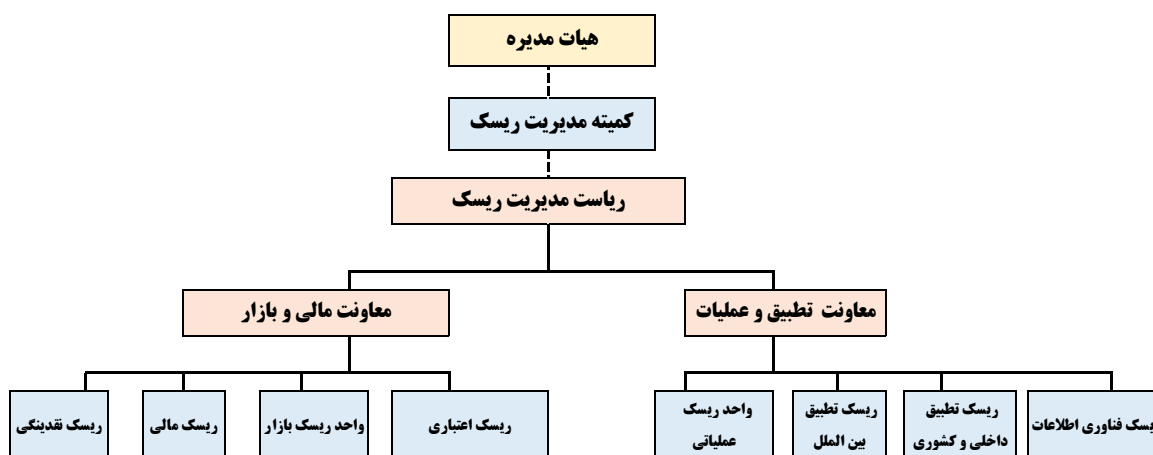 هیات مدیره
کمیته مدیریت ریسک
ریاست مدیریت ریسک
معاونت تطبیق و عملیات
معاونت مالی و بازار
یسک فناوری اطلاعات
ریسک تطبیق
داخلی و کشوری
ریسک تطبیق
بین الملل
واحد ریسک
عملیاتی
ریسک اعتباری
واحد ریسک بازار
ریسک مالی
ریسک نقدینگی